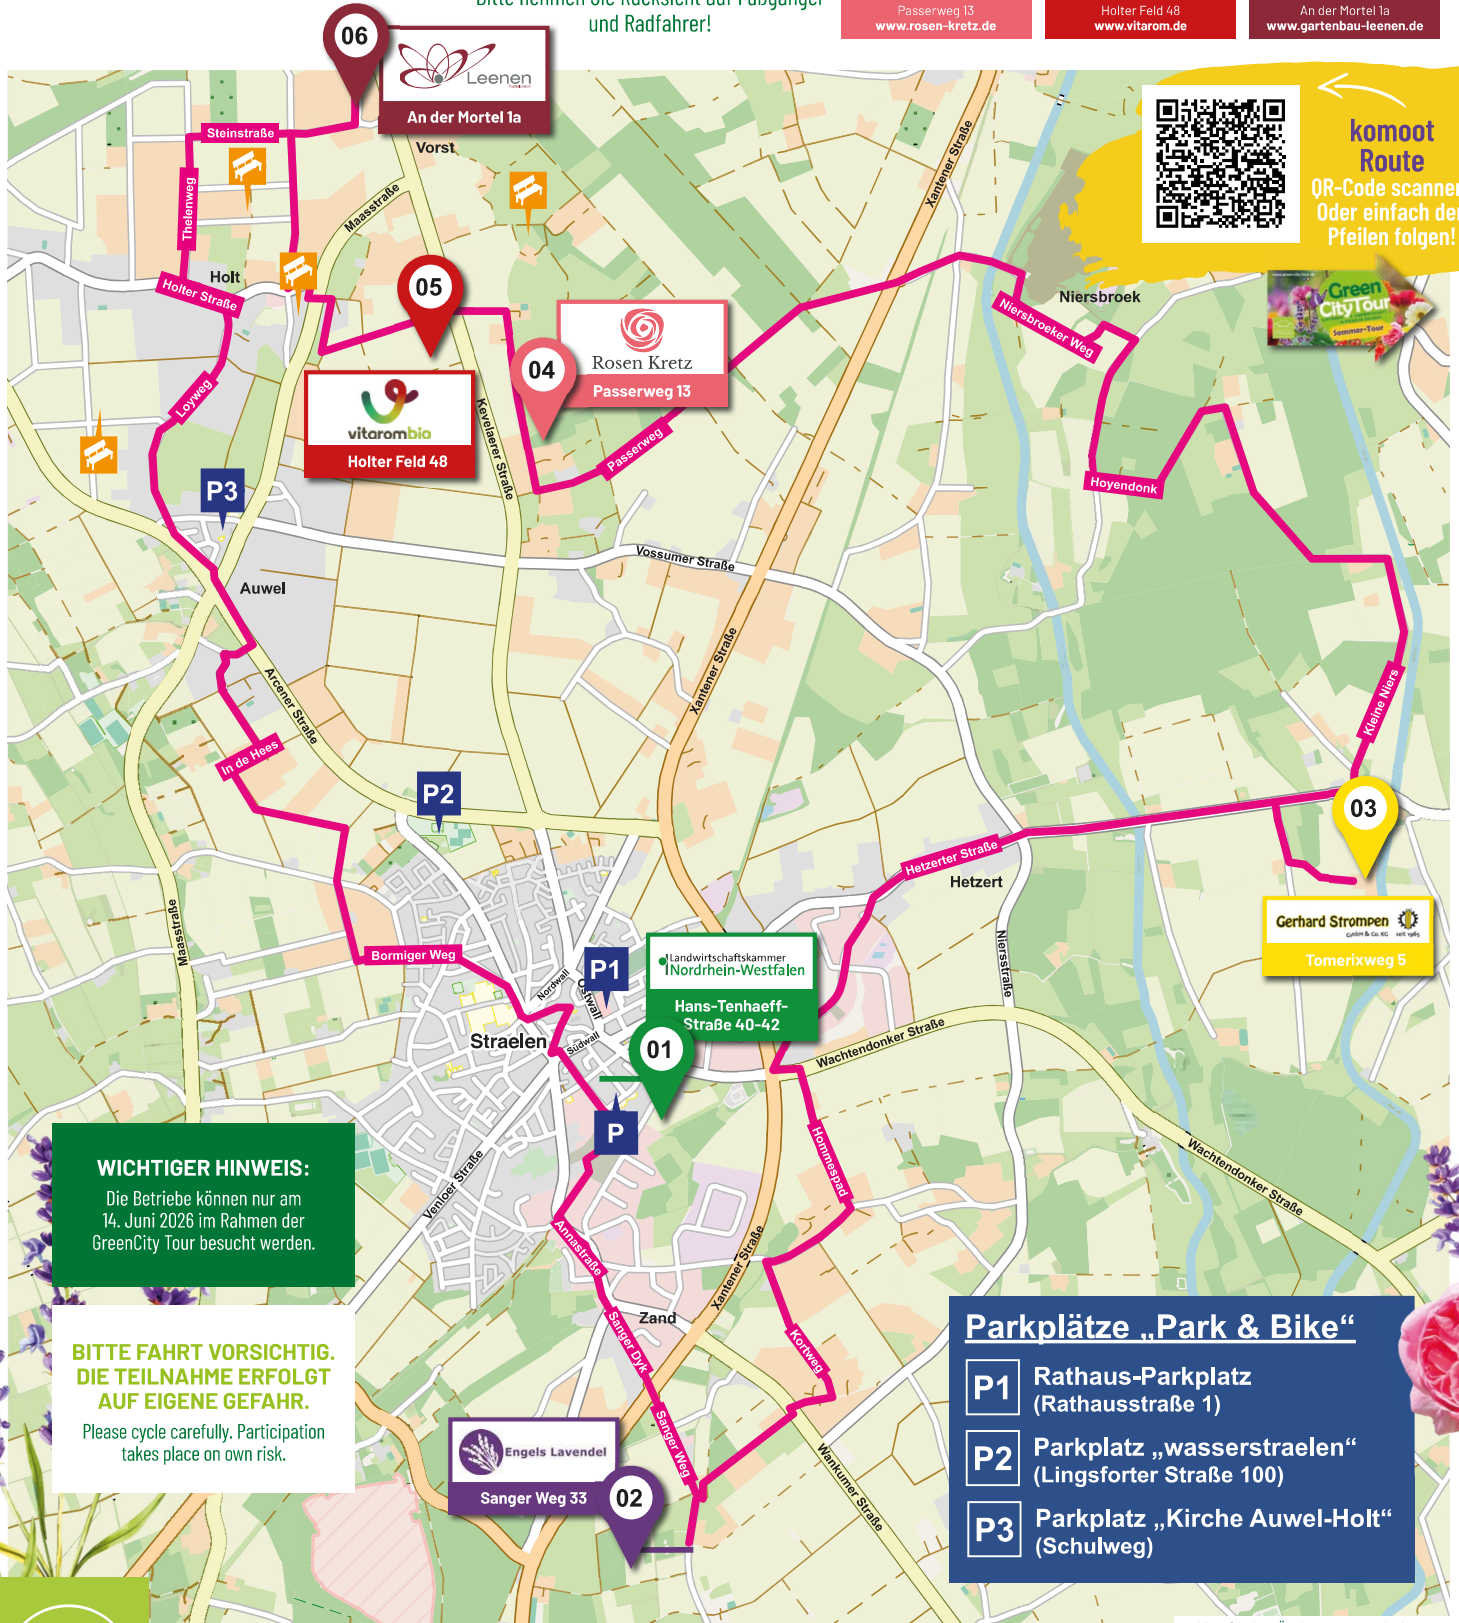 und Radfahrer!
Passerweg 13
www.rosen-kretz.de
Holter Feld 48
www.vitarom.de
An der Mortel 1a
www.gartenbau-leenen.de
06
Leenen
An der Mortel 1a
Vorst
Steinstraße
Thelenweg
Maasstraße
Holt
Holter Straße
Loyweg
05
vitarombio
Holter Feld 48
04
Rosen Kretz
Passerweg 13
Passerweg
Kevelaerer Straße
Xantener Straße
komoot
Route
QR-Code scannen
Pfeilen folgen!
Green
CityTour
Sommer-Tour
Niersbroek
Niersbroeker Weg
Hoyendonk
P3
Auwel
Vossumer Straße
Xantener Straße
Arcener Straße
In de Hees
Kleine Niers
P2
03
Hetzerter Straße
Hetzert
Gerhard Strompen
GmbH & Co. KG
seit 1965
Tomerixweg 5
Maasstraße
Bormiger Weg
Nordwall
Ostwall
Südwall
P1
Landwirtschaftskammer
Nordrhein-Westfalen
Hans-Tenhaeff-
Straße 40-42
01
Straelen
Niersstraße
Wachtendonker Straße
P
Hommespad
Wachtendonker Straße
Venloer Straße
Annastraße
Xantener Straße
Zand
Sanger Dyk
Kortweg
Sanger Weg
Wankumer Straße
Engels Lavendel
Sanger Weg 33
02
WICHTIGER HINWEIS:
Die Betriebe können nur am
14. Juni 2026 im Rahmen der
GreenCity Tour besucht werden.
BITTE FAHRT VORSICHTIG.
DIE TEILNAHME ERFOLGT
AUF EIGENE GEFAHR.
Please cycle carefully. Participation
takes place on own risk.
Parkplätze „Park & Bike“
P1
Rathaus-Parkplatz
(Rathausstraße 1)
P2
Parkplatz „wasserstraelen“
(Lingsforter Straße 100)
P3
Parkplatz „Kirche Auwel-Holt“
(Schulweg)